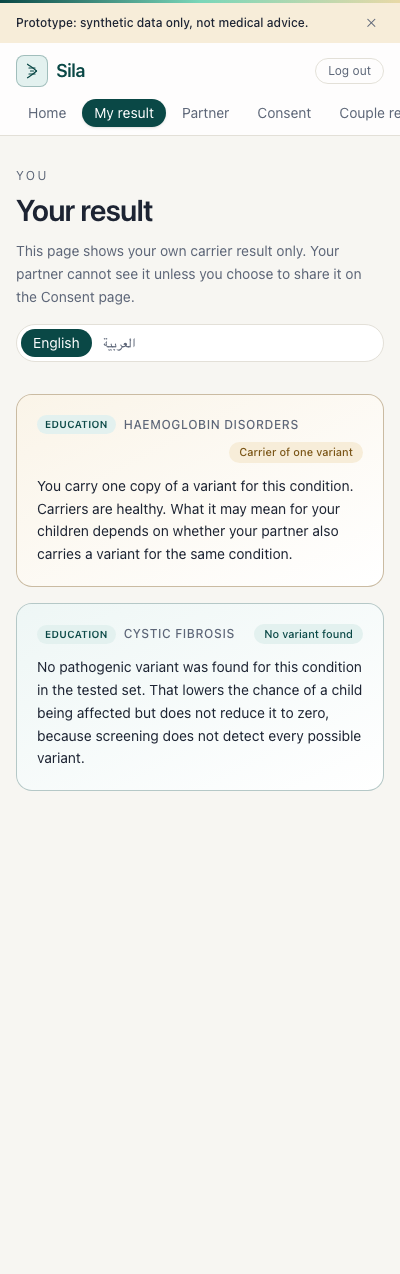 Prototype: synthetic data only, not medical advice.
Sila
Log out
Home
My result
Partner
Consent
Couple re
YOU
Your result
This page shows your own carrier result only. Your
partner cannot see it unless you choose to share it on
the Consent page.
English
العربية
EDUCATION HAEMOGLOBIN DISORDERS
Carrier of one variant
You carry one copy of a variant for this condition.
Carriers are healthy. What it may mean for your
children depends on whether your partner also
carries a variant for the same condition.
EDUCATION CYSTIC FIBROSIS No variant found
No pathogenic variant was found for this condition
in the tested set. That lowers the chance of a child
being affected but does not reduce it to zero,
because screening does not detect every possible
variant.